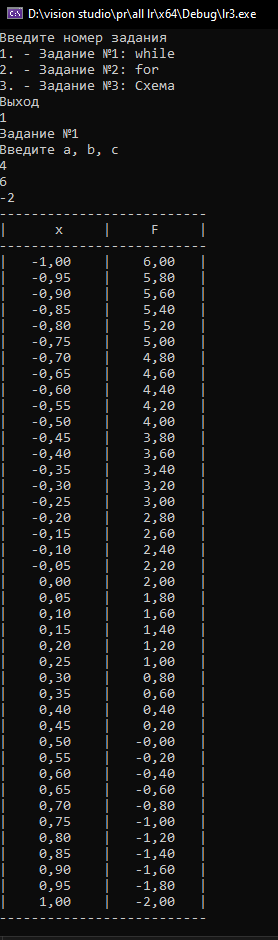 D:\vision studio\pr\all lr\x64\Debug\lr3.exe
Введите номер задания
1. - Задание №1: while
2. - Задание №2: for
3. - Задание №3: Схема
Выход
1
Задание №1
Введите a, b, c
4
6
-2
--------------------------
|      x     |     F     |
--------------------------
|   -1,00    |    6,00   |
|   -0,95    |    5,80   |
|   -0,90    |    5,60   |
|   -0,85    |    5,40   |
|   -0,80    |    5,20   |
|   -0,75    |    5,00   |
|   -0,70    |    4,80   |
|   -0,65    |    4,60   |
|   -0,60    |    4,40   |
|   -0,55    |    4,20   |
|   -0,50    |    4,00   |
|   -0,45    |    3,80   |
|   -0,40    |    3,60   |
|   -0,35    |    3,40   |
|   -0,30    |    3,20   |
|   -0,25    |    3,00   |
|   -0,20    |    2,80   |
|   -0,15    |    2,60   |
|   -0,10    |    2,40   |
|   -0,05    |    2,20   |
|    0,00    |    2,00   |
|    0,05    |    1,80   |
|    0,10    |    1,60   |
|    0,15    |    1,40   |
|    0,20    |    1,20   |
|    0,25    |    1,00   |
|    0,30    |    0,80   |
|    0,35    |    0,60   |
|    0,40    |    0,40   |
|    0,45    |    0,20   |
|    0,50    |   -0,00   |
|    0,55    |   -0,20   |
|    0,60    |   -0,40   |
|    0,65    |   -0,60   |
|    0,70    |   -0,80   |
|    0,75    |   -1,00   |
|    0,80    |   -1,20   |
|    0,85    |   -1,40   |
|    0,90    |   -1,60   |
|    0,95    |   -1,80   |
|    1,00    |   -2,00   |
--------------------------